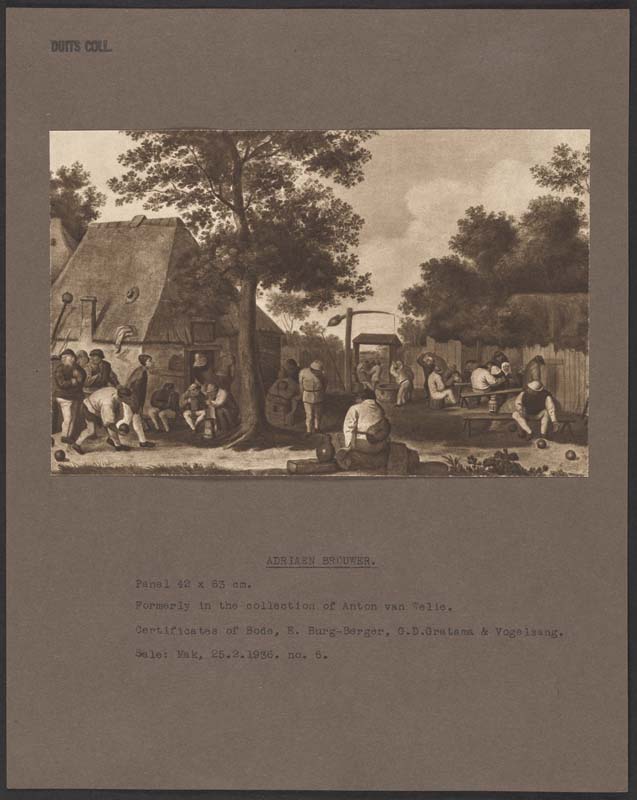 DUITS COLL.
ADRIAEN BROUWER.
Panel 42 x 63 cm.
Formerly in the collection of Anton van Welie.
Certificates of Bode, E. Burg-Berger, G.D.Gratama & Vogelsang.
Sale: Mak, 25.2.1936. no. 6.